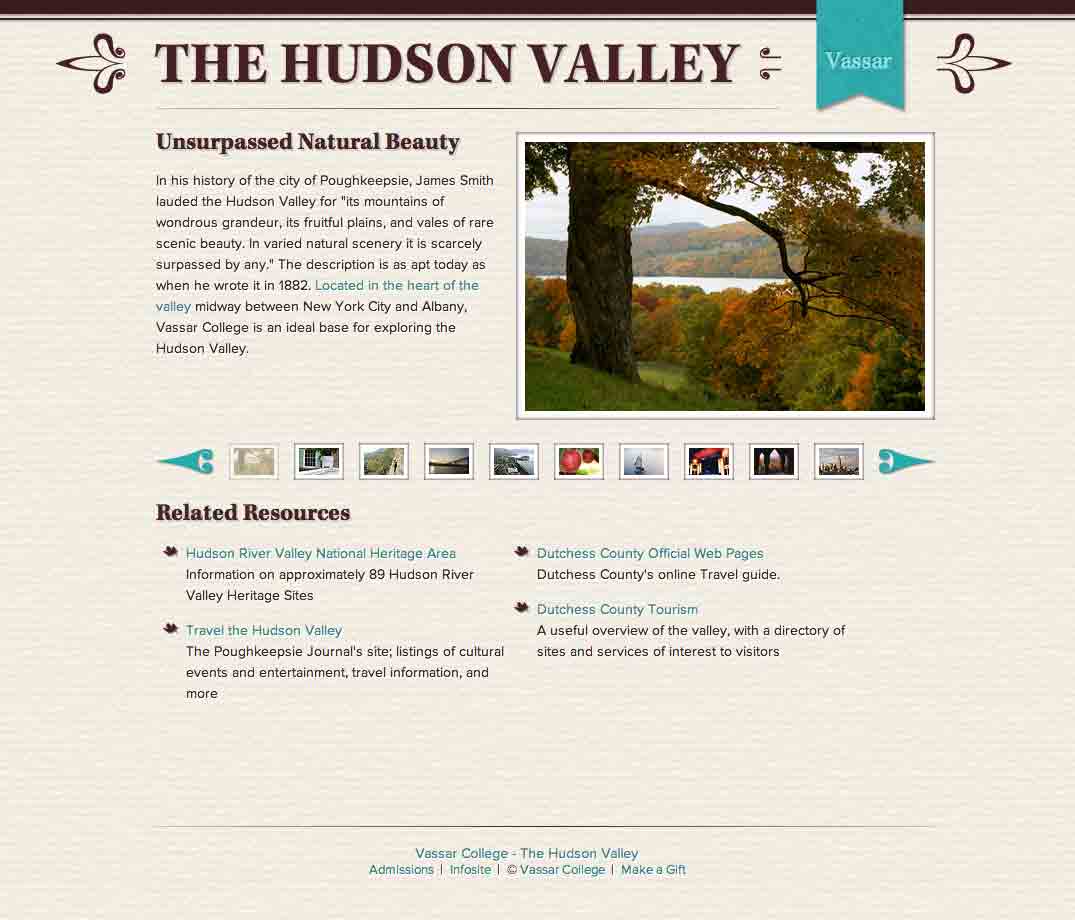 THE HUDSON VALLEY
Vassar
Unsurpassed Natural Beauty
In his history of the city of Poughkeepsie, James Smith
lauded the Hudson Valley for "its mountains of
wondrous grandeur, its fruitful plains, and vales of rare
scenic beauty. In varied natural scenery it is scarcely
surpassed by any." The description is as apt today as
when he wrote it in 1882. Located in the heart of the
valley midway between New York City and Albany,
Vassar College is an ideal base for exploring the
Hudson Valley.
Related Resources
Hudson River Valley National Heritage Area
Information on approximately 89 Hudson River
Valley Heritage Sites
Travel the Hudson Valley
The Poughkeepsie Journal's site; listings of cultural
events and entertainment, travel information, and
more
Dutchess County Official Web Pages
Dutchess County's online Travel guide.
Dutchess County Tourism
A useful overview of the valley, with a directory of
sites and services of interest to visitors
Vassar College - The Hudson Valley
Admissions | Infosite | © Vassar College | Make a Gift